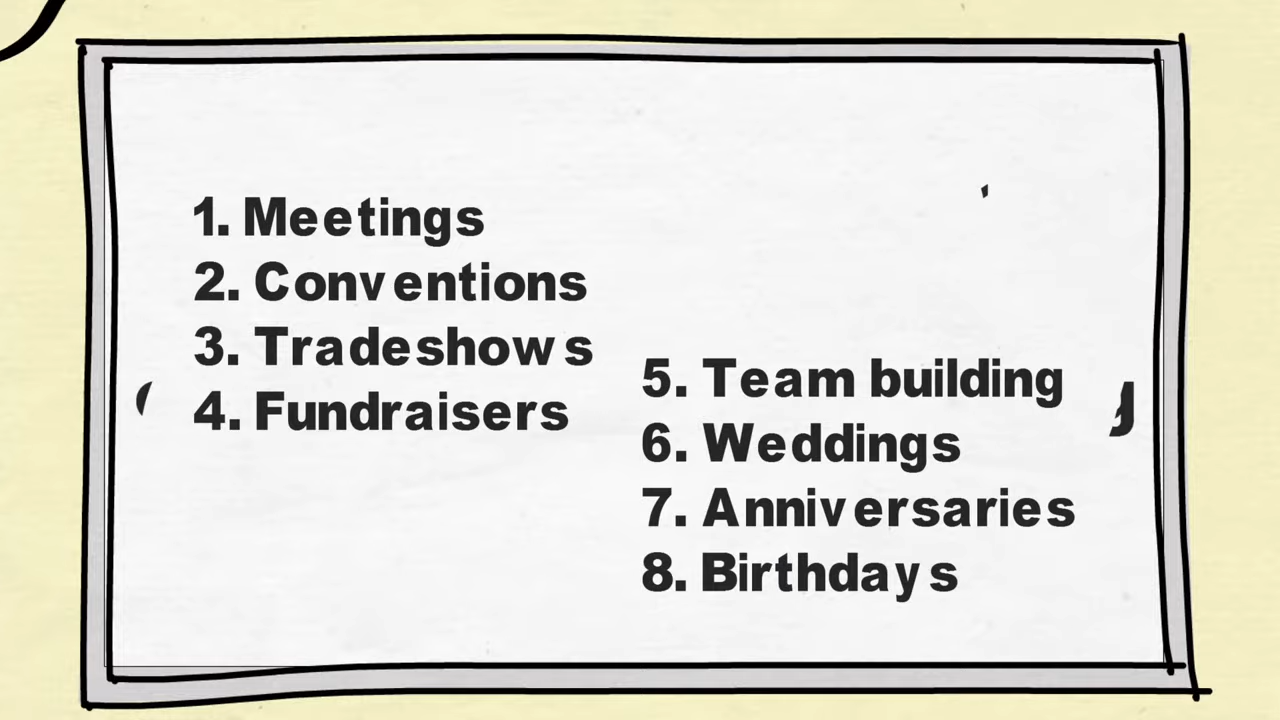 1. Meetings
2. Conventions
3. Tradeshows
4. Fundraisers
5. Team building
6. Weddings
7. Anniversaries
8. Birthdays